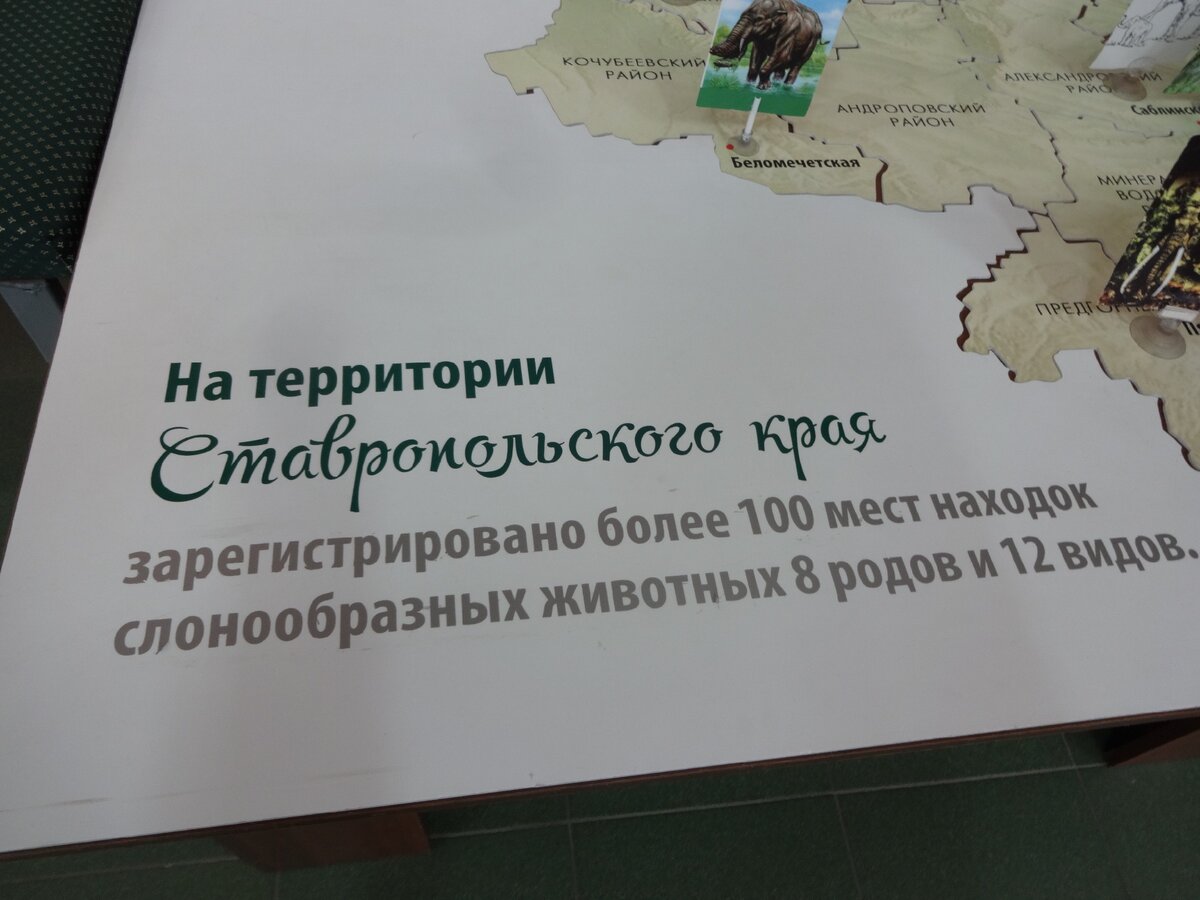 КОЧУБЕЕВСКИЙ
РАЙОН
АНДРОПОВСКИЙ
РАЙОН
Беломечетская
На территории
Ставропольского края
зарегистрировано более 100 мест находок
слонообразных животных 8 родов и 12 видов.